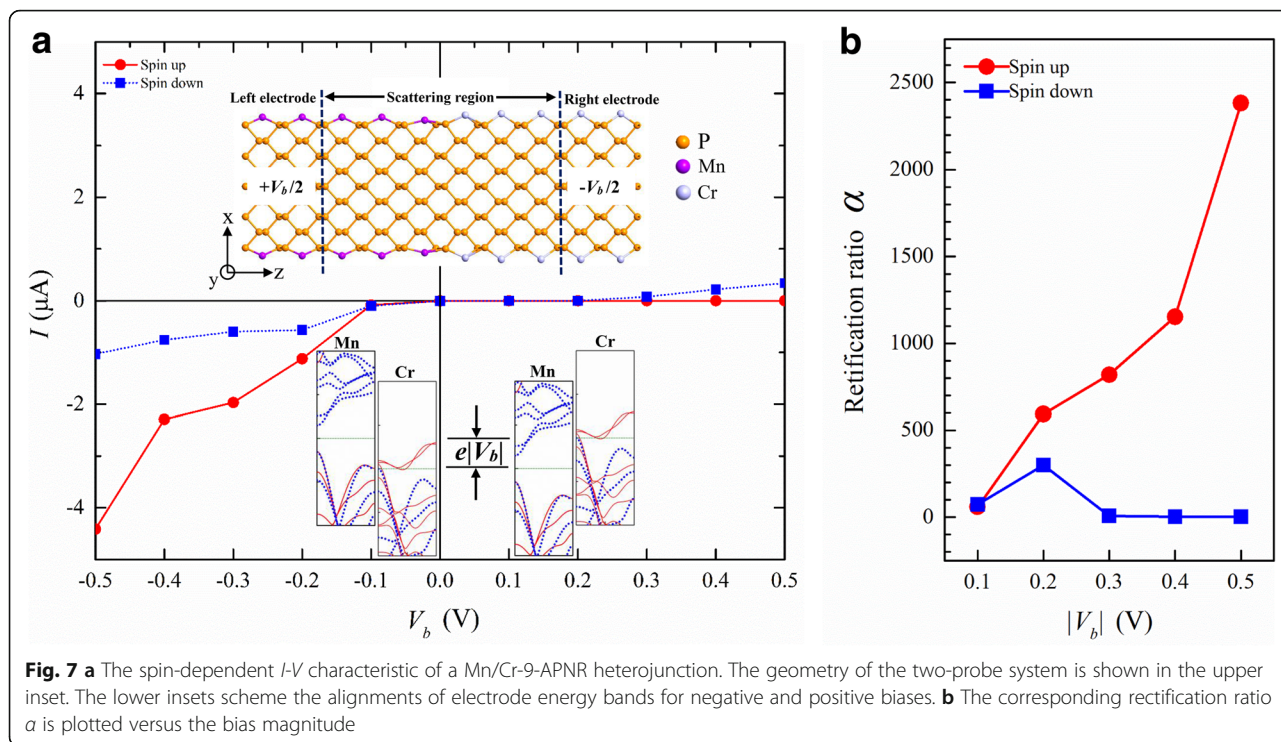 a
Spin up
Spin down
Left electrode
Scattering region
Right electrode
P
Mn
Cr
+V_b/2
-V_b/2
x
y
z
4
2
0
-2
-4
I (μA)
Mn
Cr
e|V_b|
Mn
Cr
-0.5 -0.4 -0.3 -0.2 -0.1 0.0 0.1 0.2 0.3 0.4 0.5
V_b (V)
b
Spin up
Spin down
2500
2000
1500
1000
500
0
Retification ratio α
0.1 0.2 0.3 0.4 0.5
|V_b| (V)
Fig. 7 a The spin-dependent I-V characteristic of a Mn/Cr-9-APNR heterojunction. The geometry of the two-probe system is shown in the upper
inset. The lower insets scheme the alignments of electrode energy bands for negative and positive biases. b The corresponding rectification ratio
α is plotted versus the bias magnitude